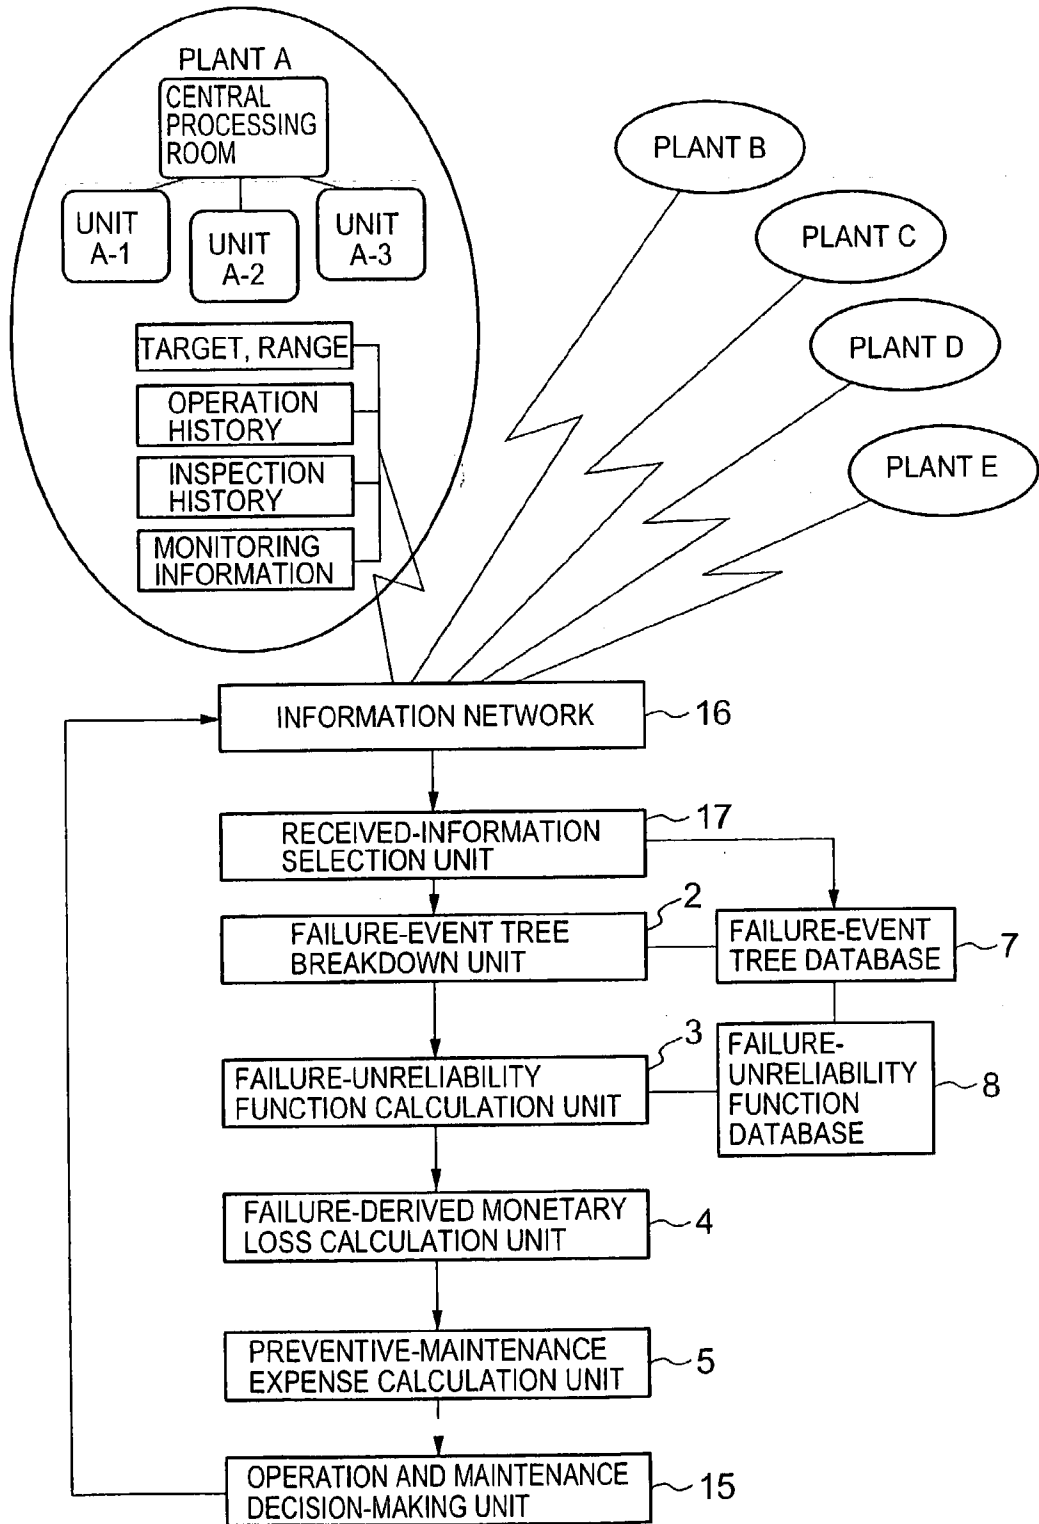 PLANT A
CENTRAL
PROCESSING
ROOM
UNIT
A-1
UNIT
A-2
UNIT
A-3
TARGET, RANGE
OPERATION
HISTORY
INSPECTION
HISTORY
MONITORING
INFORMATION
PLANT B
PLANT C
PLANT D
PLANT E
INFORMATION NETWORK
16
RECEIVED-INFORMATION
SELECTION UNIT
17
FAILURE-EVENT TREE
BREAKDOWN UNIT
2
FAILURE-EVENT
TREE DATABASE
7
FAILURE-UNRELIABILITY
FUNCTION CALCULATION UNIT
3
FAILURE-
UNRELIABILITY
FUNCTION
DATABASE
8
FAILURE-DERIVED MONETARY
LOSS CALCULATION UNIT
4
PREVENTIVE-MAINTENANCE
EXPENSE CALCULATION UNIT
5
OPERATION AND MAINTENANCE
DECISION-MAKING UNIT
15